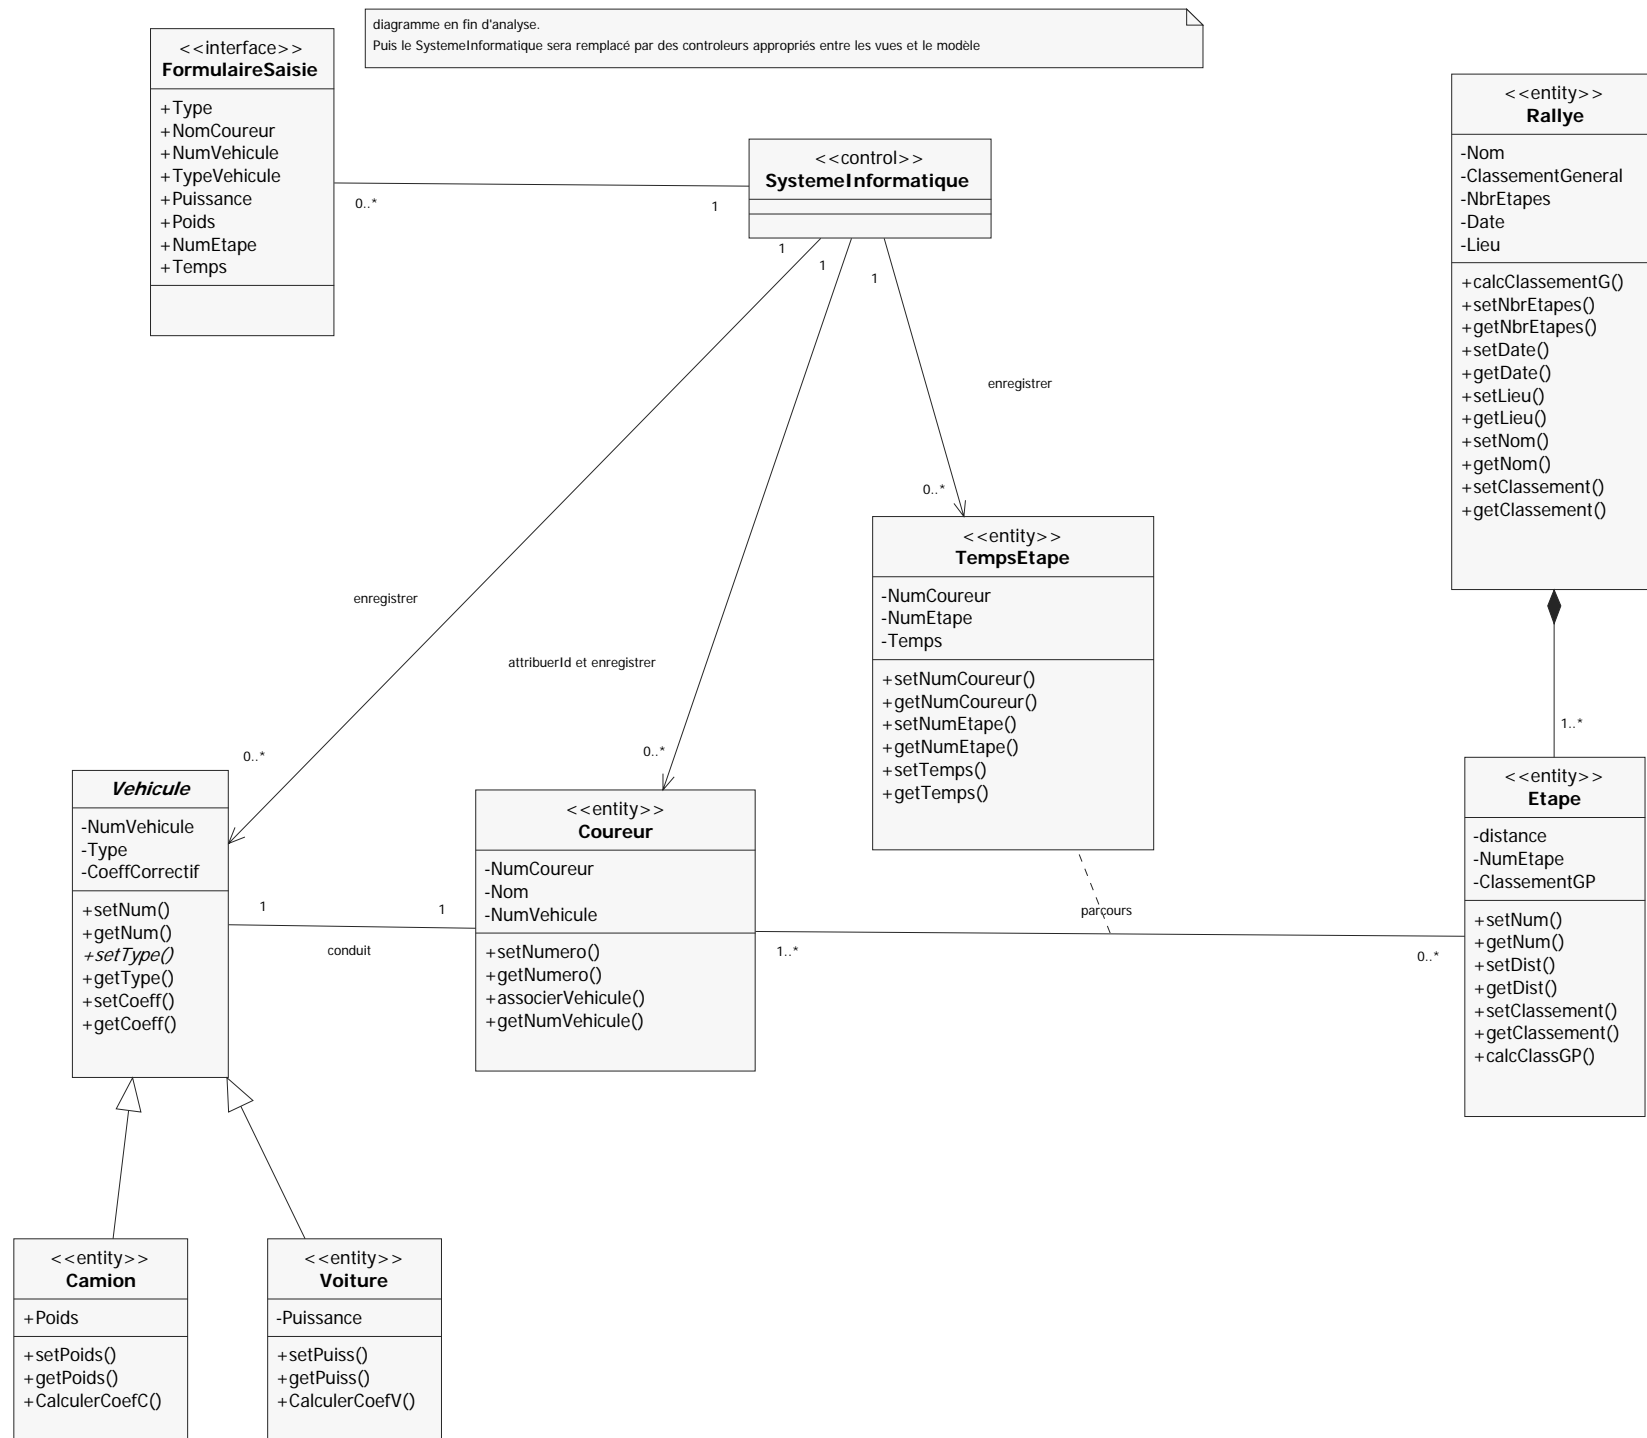 diagramme en fin d'analyse.
Puis le SystemeInformatique sera remplacé par des controleurs appropriés entre les vues et le modèle
<<interface>>
FormulaireSaisie
+Type
+NomCoureur
+NumVehicule
+TypeVehicule
+Puissance
+Poids
+NumEtape
+Temps
0..*
1
<<control>>
SystemeInformatique
1
1
1
<<entity>>
Rallye
-Nom
-ClassementGeneral
-NbrEtapes
-Date
-Lieu
+calcClassementG()
+setNbrEtapes()
+getNbrEtapes()
+setDate()
+getDate()
+setLieu()
+getLieu()
+setNom()
+getNom()
+setClassement()
+getClassement()
1..*
enregistrer
0..*
<<entity>>
TempsEtape
-NumCoureur
-NumEtape
-Temps
+setNumCoureur()
+getNumCoureur()
+setNumEtape()
+getNumEtape()
+setTemps()
+getTemps()
enregistrer
0..*
attribuerId et enregistrer
0..*
Vehicule
-NumVehicule
-Type
-CoeffCorrectif
+setNum()
+getNum()
+setType()
+getType()
+setCoeff()
+getCoeff()
1
1
conduit
<<entity>>
Coureur
-NumCoureur
-Nom
-NumVehicule
+setNumero()
+getNumero()
+associerVehicule()
+getNumVehicule()
1..*
parcours
0..*
<<entity>>
Etape
-distance
-NumEtape
-ClassementGP
+setNum()
+getNum()
+setDist()
+getDist()
+setClassement()
+getClassement()
+calcClassGP()
<<entity>>
Camion
+Poids
+setPoids()
+getPoids()
+CalculerCoefC()
<<entity>>
Voiture
-Puissance
+setPuiss()
+getPuiss()
+CalculerCoefV()